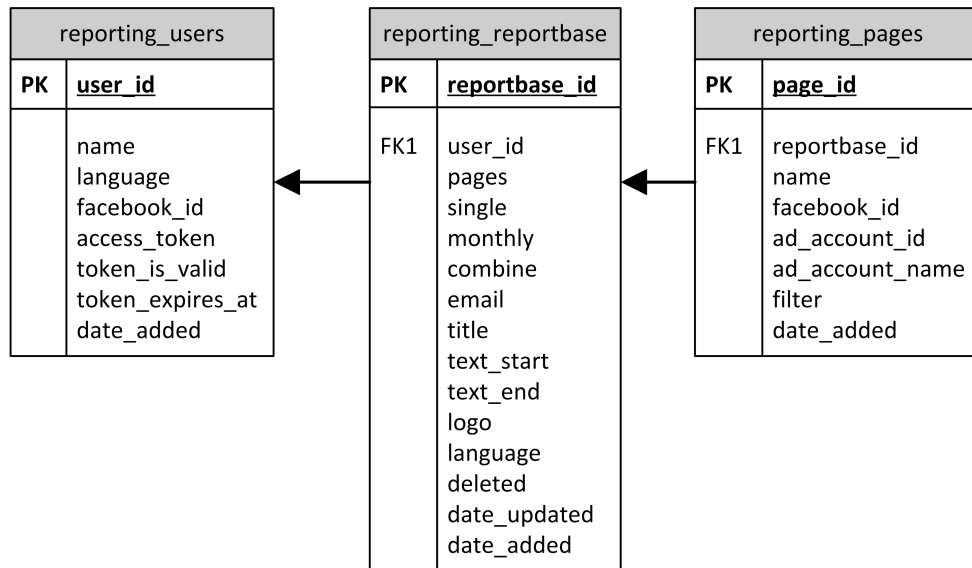 reporting_users
PK user_id
name
language
facebook_id
access_token
token_is_valid
token_expires_at
date_added
reporting_reportbase
PK reportbase_id
FK1 user_id
pages
single
monthly
combine
email
title
text_start
text_end
logo
language
deleted
date_updated
date_added
reporting_pages
PK page_id
FK1 reportbase_id
name
facebook_id
ad_account_id
ad_account_name
filter
date_added